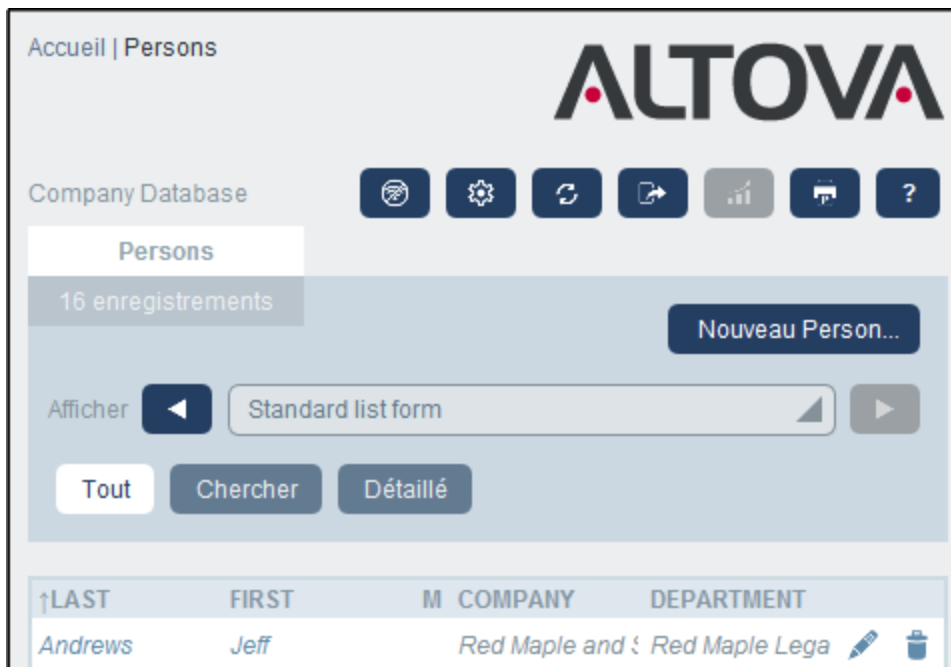 Accueil | Persons
ALTOVA
Company Database
?
Persons
16 enregistrements
Nouveau Person...
Afficher
Standard list form
Tout Chercher Détaillé
↑LAST FIRST M COMPANY DEPARTMENT
Andrews Jeff Red Maple and Red Maple Lega